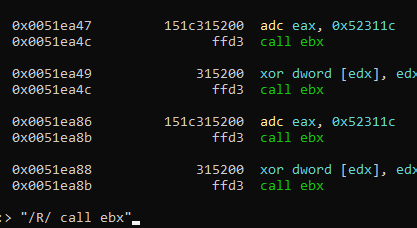 0x0051ea47 151c315200 adc eax, 0x52311c
0x0051ea4c ffd3 call ebx
0x0051ea49 315200 xor dword [edx], edx
0x0051ea4c ffd3 call ebx
0x0051ea86 151c315200 adc eax, 0x52311c
0x0051ea8b ffd3 call ebx
0x0051ea88 315200 xor dword [edx], edx
0x0051ea8b ffd3 call ebx
:> "/R/ call ebx"